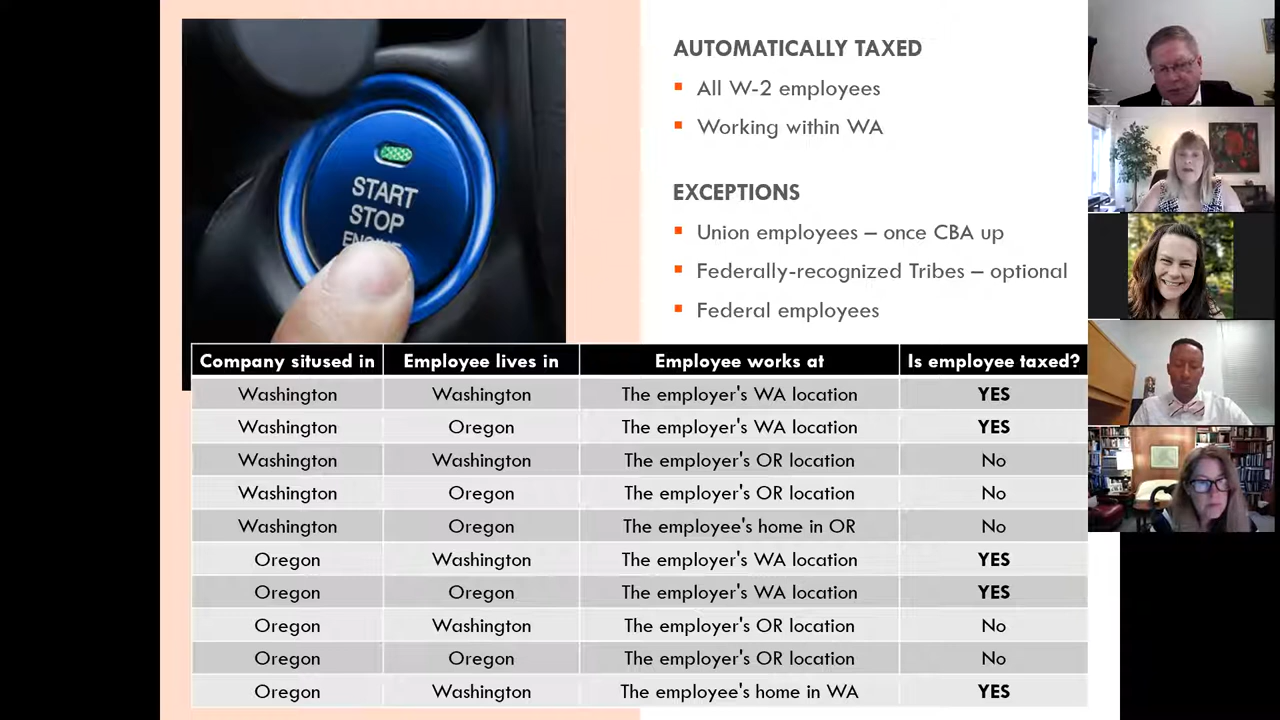 START
STOP
ENGINE
AUTOMATICALLY TAXED
All W-2 employees
Working within WA
EXCEPTIONS
Union employees – once CBA up
Federally-recognized Tribes – optional
Federal employees
Company sitused in Employee lives in Employee works at Is employee taxed?
Washington Washington The employer's WA location YES
Washington Oregon The employer's WA location YES
Washington Washington The employer's OR location No
Washington Oregon The employer's OR location No
Washington Oregon The employee's home in OR No
Oregon Washington The employer's WA location YES
Oregon Oregon The employer's WA location YES
Oregon Washington The employer's OR location No
Oregon Oregon The employer's OR location No
Oregon Washington The employee's home in WA YES